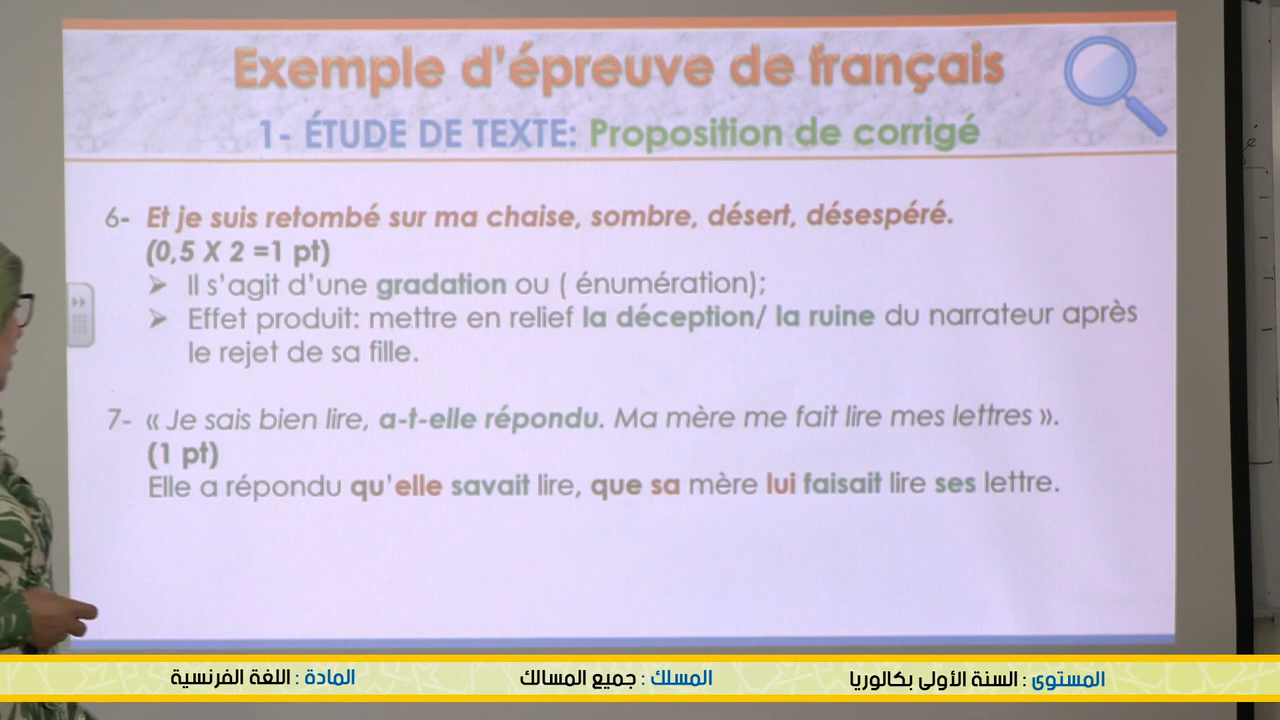 Exemple d'épreuve de français
1- ÉTUDE DE TEXTE: Proposition de corrigé
6- Et je suis retombé sur ma chaise, sombre, désert, désespéré.
(0,5 X 2 =1 pt)
➤ Il s'agit d'une gradation ou ( énumération);
➤ Effet produit: mettre en relief la déception/ la ruine du narrateur après
le rejet de sa fille.
7- « Je sais bien lire, a-t-elle répondu. Ma mère me fait lire mes lettres ».
(1 pt)
Elle a répondu qu'elle savait lire, que sa mère lui faisait lire ses lettre.
المستوى : السنة الأولى بكالوريا
المسلك : جميع المسالك
المادة : اللغة الفرنسية